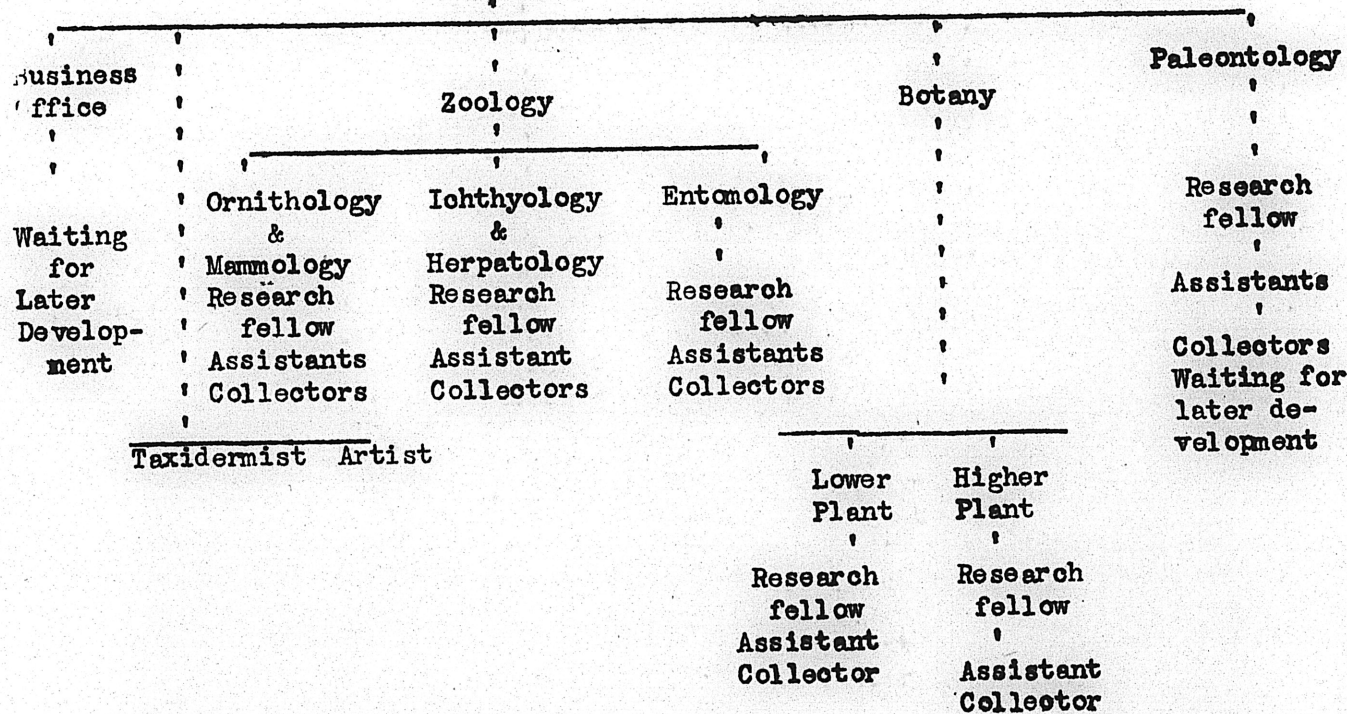 Business
Office
Waiting
for
Later
Develop-
ment
Taxidermist Artist
Zoology
Ornithology
&
Mammology
Research
fellow
Assistants
Collectors
Ichthyology
&
Herpatology
Research
fellow
Assistant
Collectors
Entomology
Research
fellow
Assistants
Collectors
Botany
Lower
Plant
Research
fellow
Assistant
Collector
Higher
Plant
Research
fellow
Assistant
Collector
Paleontology
Research
fellow
Assistants
Collectors
Waiting for
later de-
velopment